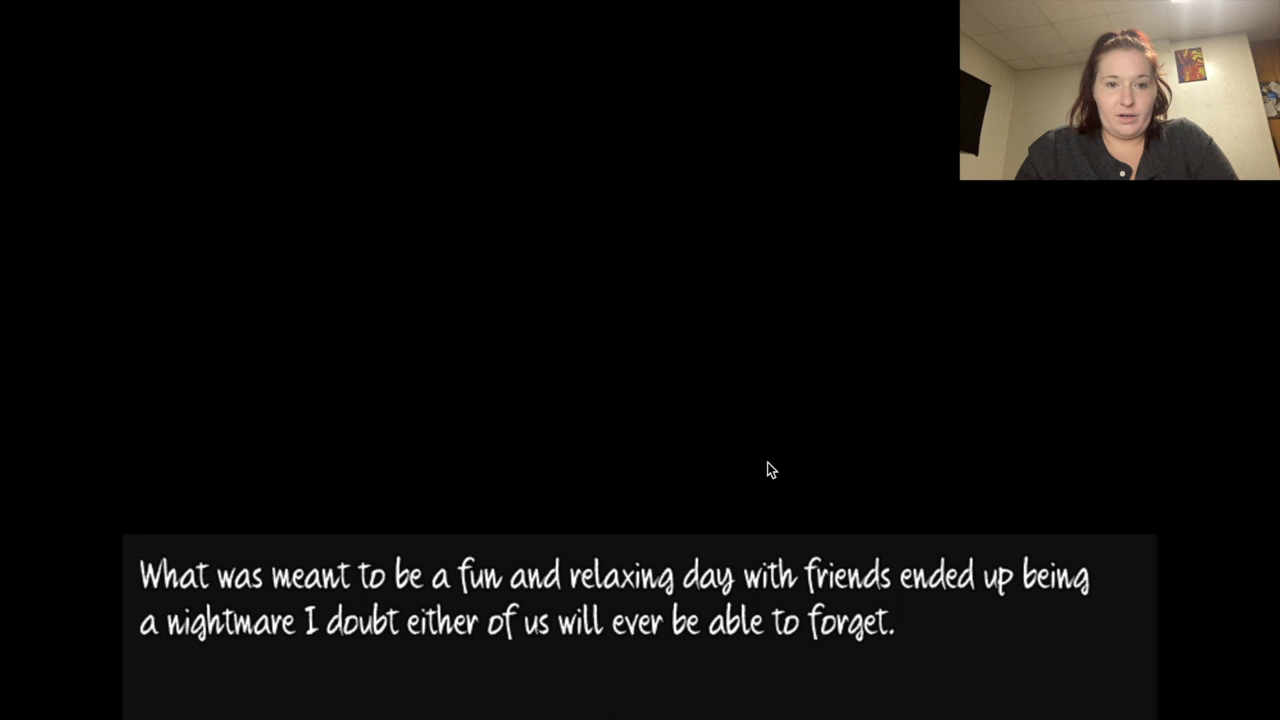 What was meant to be a fun and relaxing day with friends ended up being
a nightmare I doubt either of us will ever be able to forget.